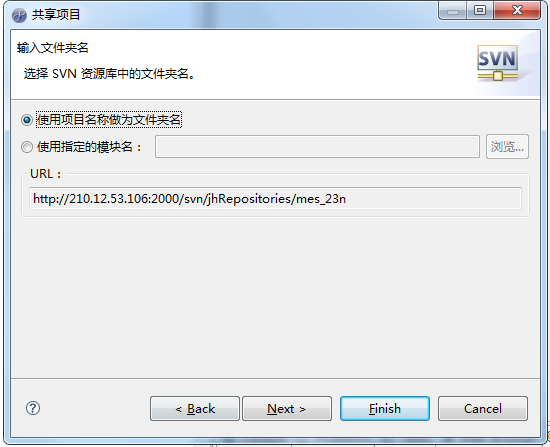 共享项目
输入文件夹名
选择 SVN 资源库中的文件夹名。
SVN
使用项目名称做为文件夹名
使用指定的模块名： 浏览...
URL：
http://210.12.53.106:2000/svn/jhRepositories/mes_23n
? < Back Next > Finish Cancel